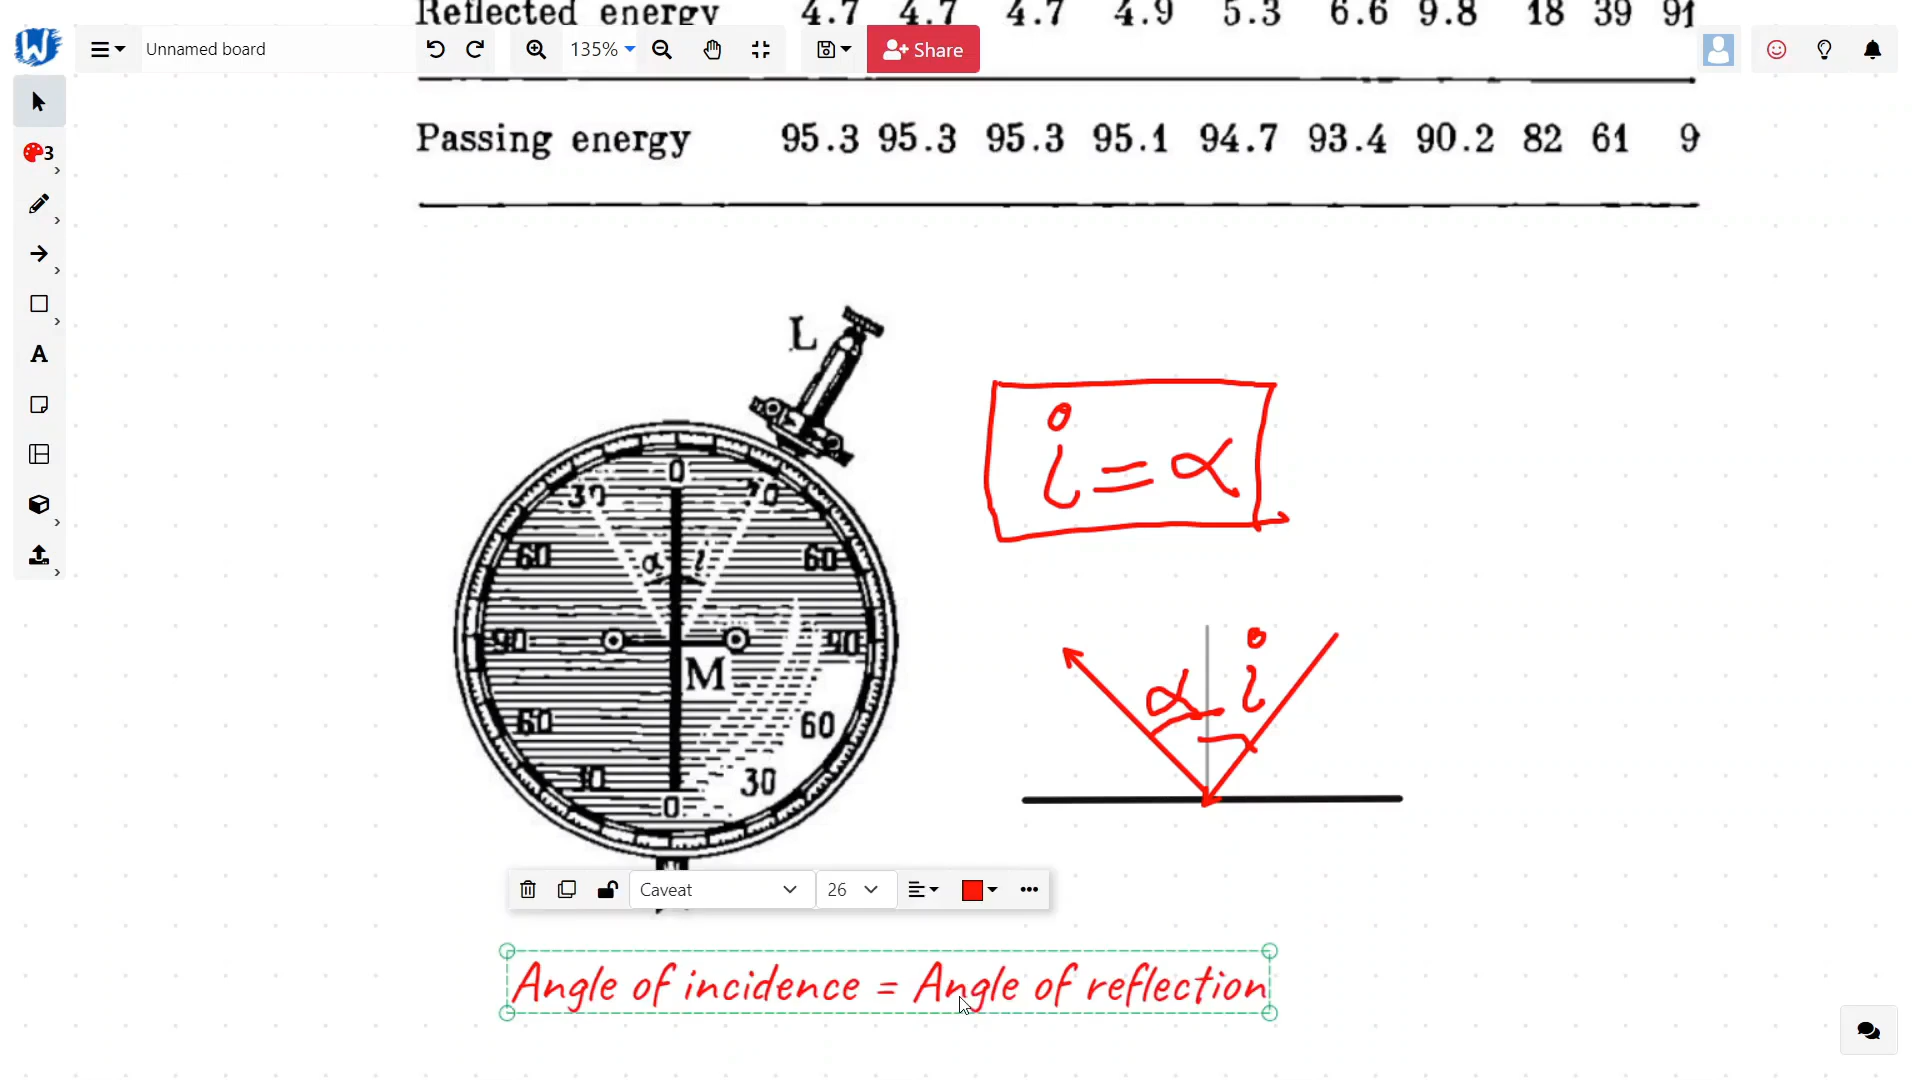 Reflected energy 4.7 4.7 4.7 4.9 5.3 6.6 9.8 18 39 91
Unnamed board
135%
Share
3
Passing energy 95.3 95.3 95.3 95.1 94.7 93.4 90.2 82 61 9
A
L
i = α
0
30
α i
60 60
90 90
M
60 60
30 30
0
α i
Caveat 26
Angle of incidence = Angle of reflection